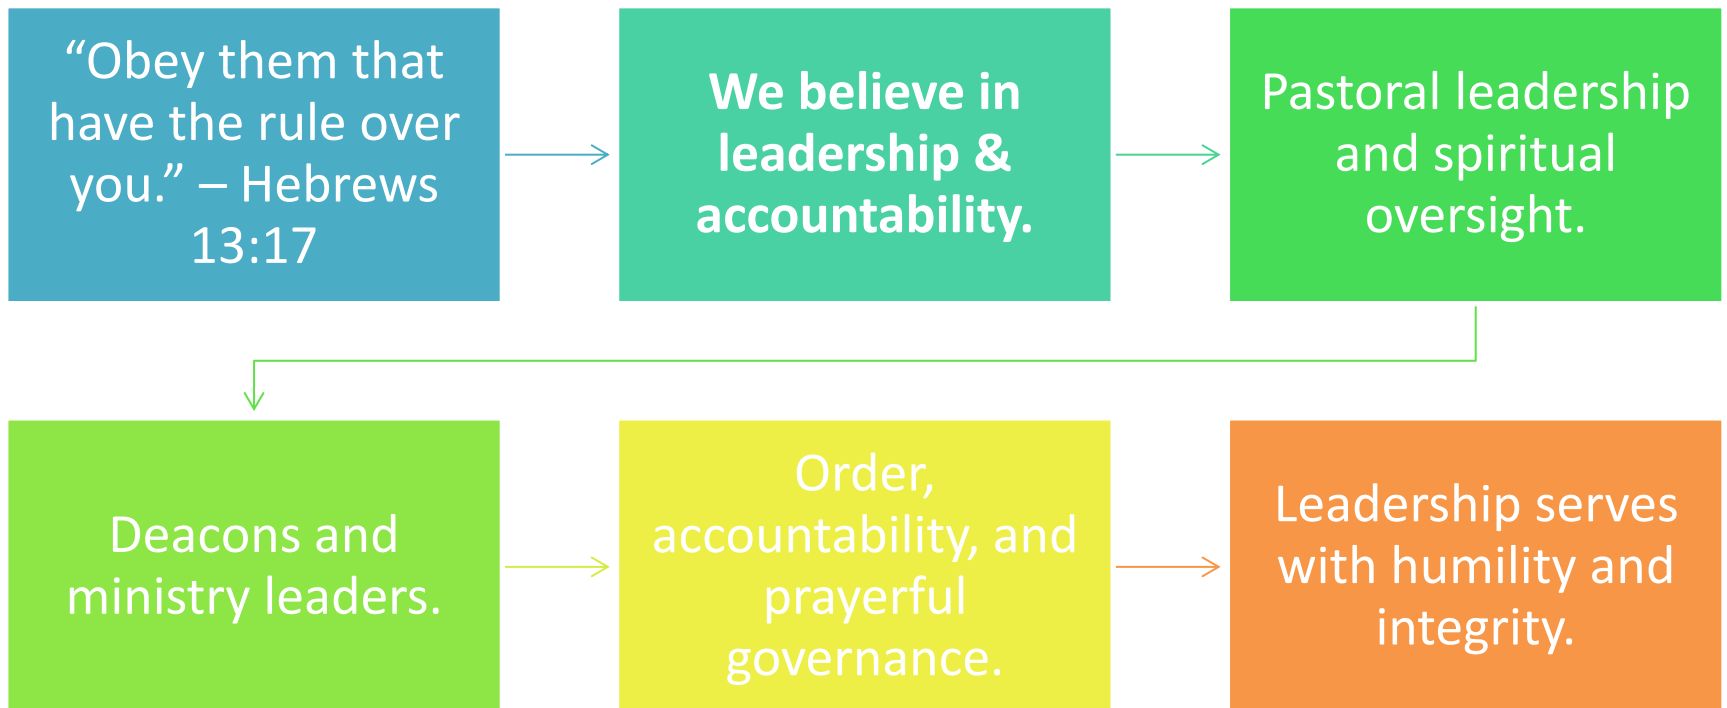 “Obey them that
have the rule over
you.” – Hebrews
13:17
We believe in
leadership &
accountability.
Pastoral leadership
and spiritual
oversight.
Deacons and
ministry leaders.
Order,
accountability, and
prayerful
governance.
Leadership serves
with humility and
integrity.